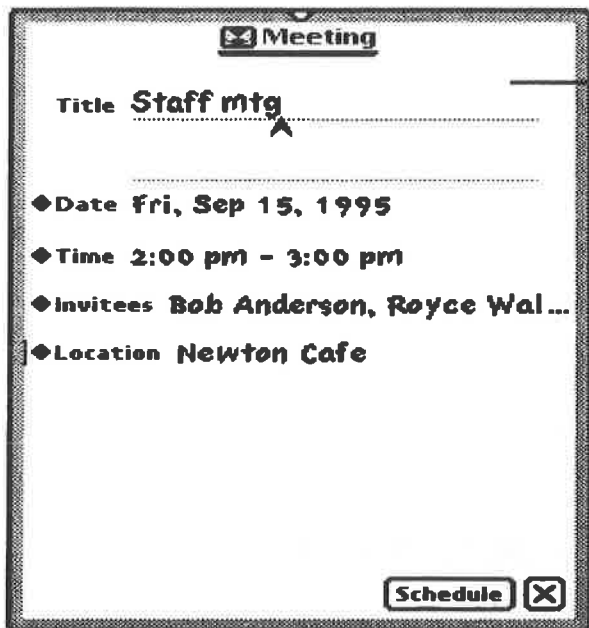 Meeting
Title Staff mtg
Date Fri, Sep 15, 1995
Time 2:00 pm - 3:00 pm
Invitees Bob Anderson, Royce Wal...
Location Newton Cafe
Schedule